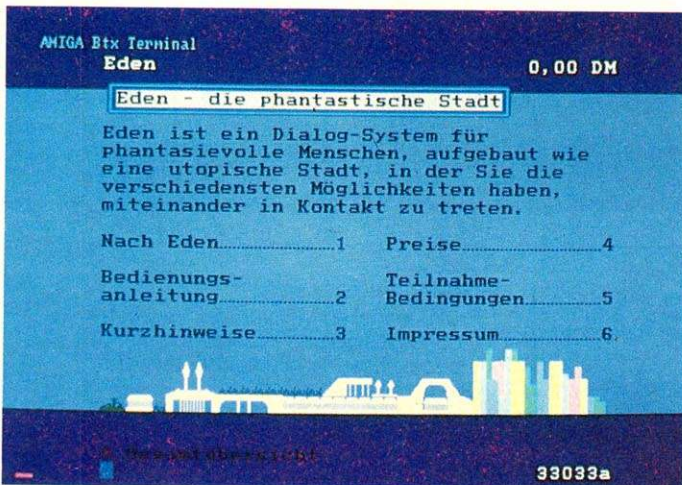 AMIGA Btx Terminal
Eden 0,00 DM
Eden - die phantastische Stadt
Eden ist ein Dialog-System für
phantasievolle Menschen, aufgebaut wie
eine utopische Stadt, in der Sie die
verschiedensten Möglichkeiten haben,
miteinander in Kontakt zu treten.
Nach Eden 1 Preise 4
Bedienungs- Teilnahme-
anleitung 2 Bedingungen 5
Kurzhinweise 3 Impressum 6
33033a